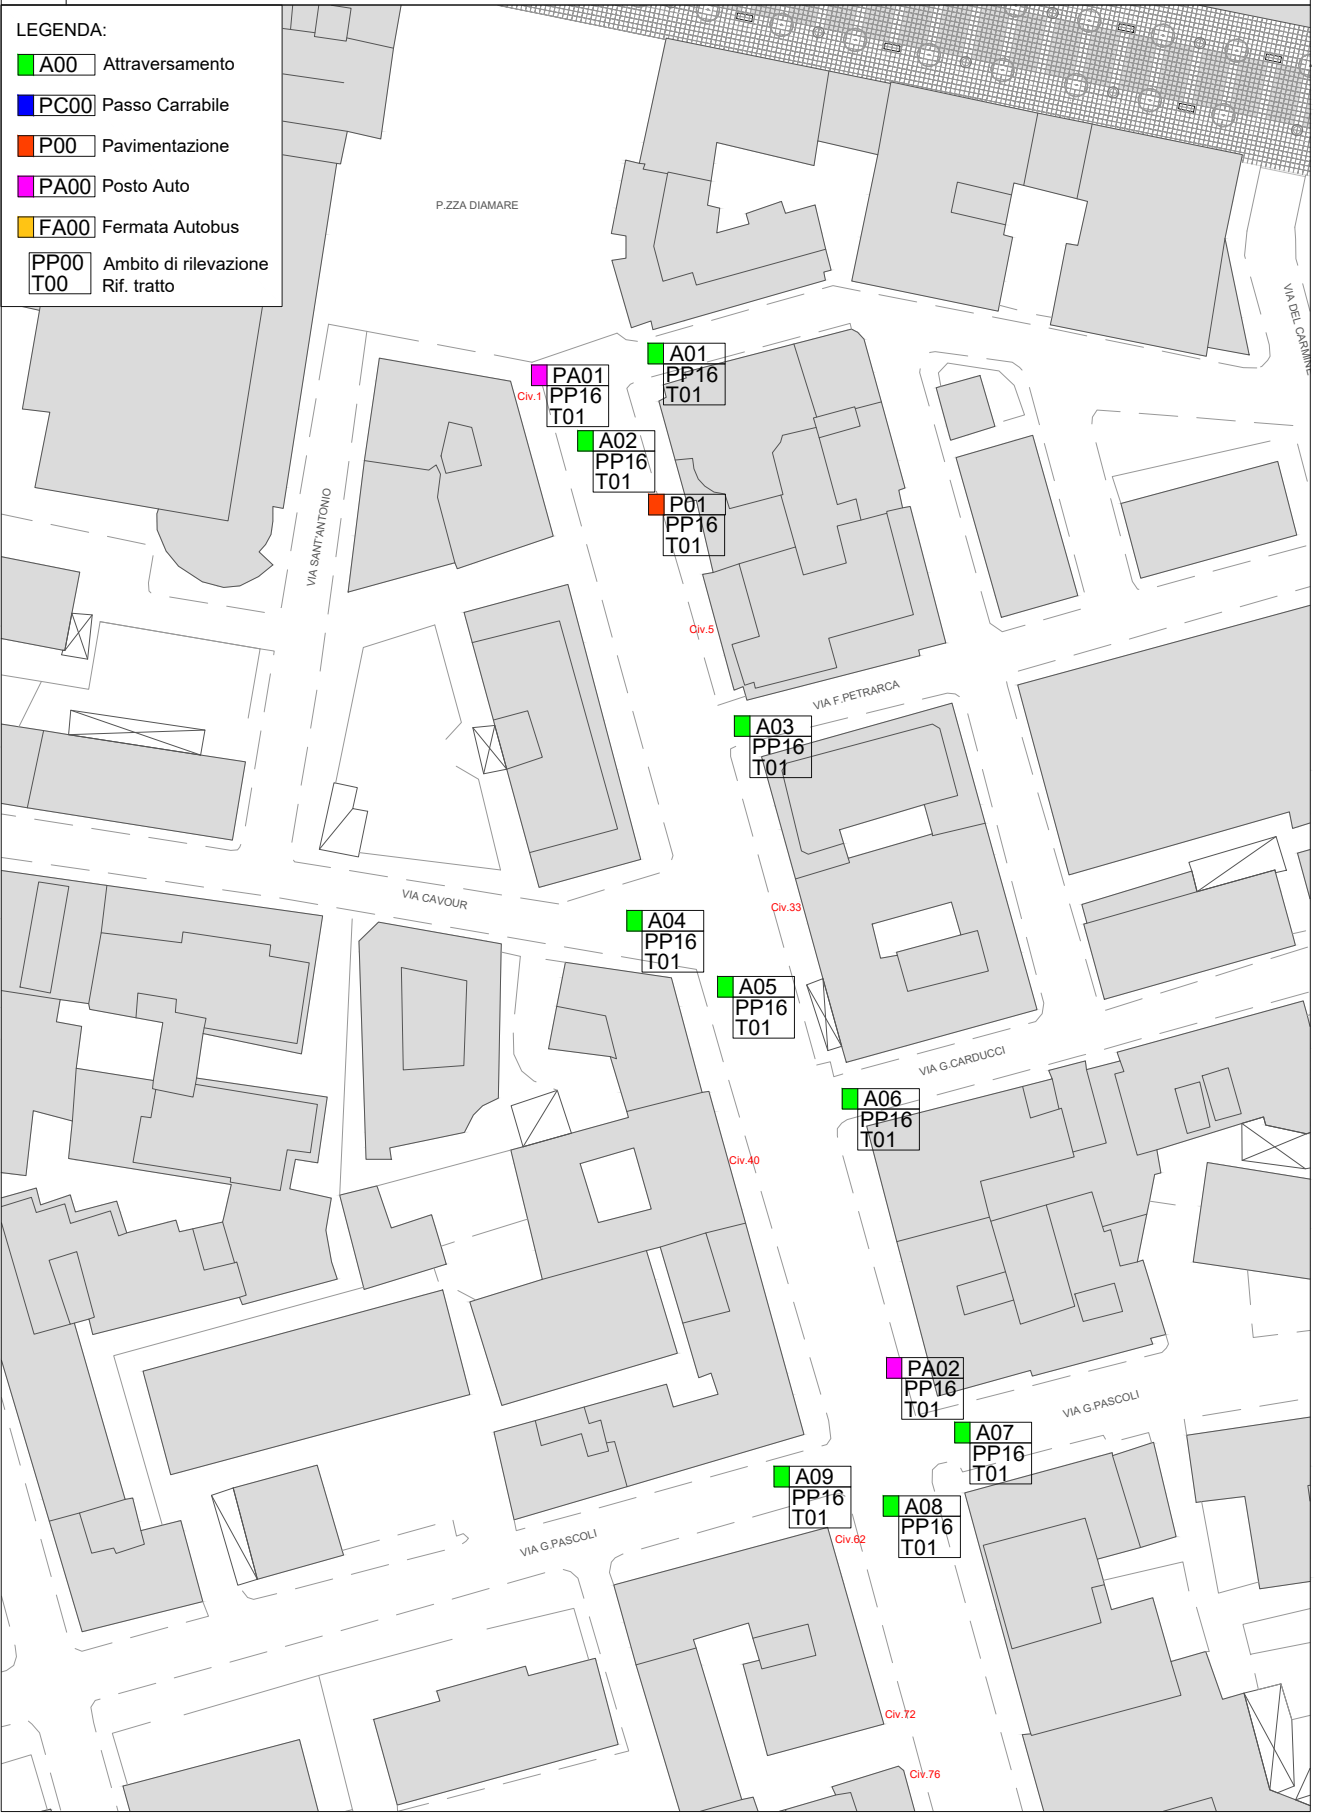 LEGENDA:
A00 Attraversamento
PC00 Passo Carrabile
P00 Pavimentazione
PA00 Posto Auto
FA00 Fermata Autobus
PP00 Ambito di rilevazione
T00 Rif. tratto
P.ZZA DIAMARE
VIA DEL CARMINE
A01
PP16
T01
PA01
PP16
T01
Civ.1
A02
PP16
T01
P01
PP16
T01
VIA SANT'ANTONIO
Civ.5
VIA F.PETRARCA
A03
PP16
T01
VIA CAVOUR
Civ.33
A04
PP16
T01
A05
PP16
T01
VIA G.CARDUCCI
A06
PP16
T01
Civ.40
PA02
PP16
T01
VIA G.PASCOLI
A07
PP16
T01
A09
PP16
T01
A08
PP16
T01
VIA G.PASCOLI
Civ.62
Civ.72
Civ.76